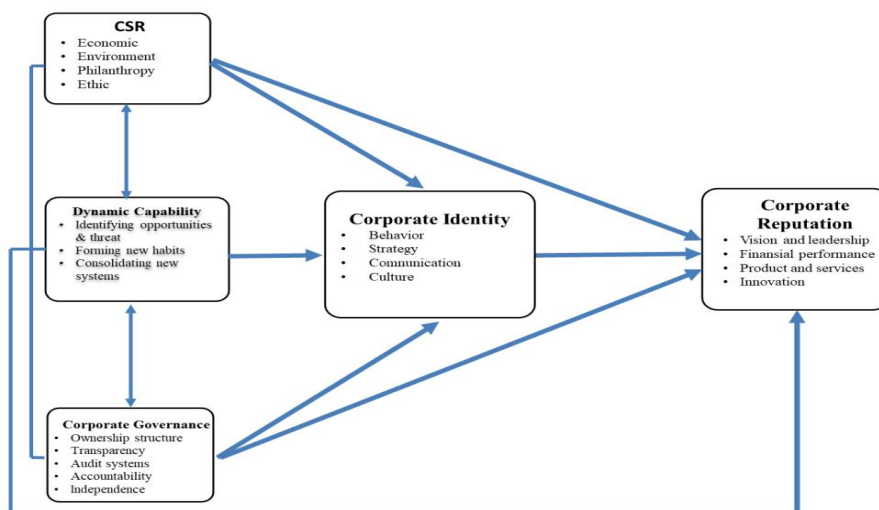 CSR
• Economic
• Environment
• Philanthropy
• Ethic
Dynamic Capability
• Identifying opportunities
& threat
• Forming new habits
• Consolidating new
systems
Corporate Governance
• Ownership structure
• Transparency
• Audit systems
• Accountability
• Independence
Corporate Identity
• Behavior
• Strategy
• Communication
• Culture
Corporate
Reputation
• Vision and leadership
• Finansial performance
• Product and services
• Innovation